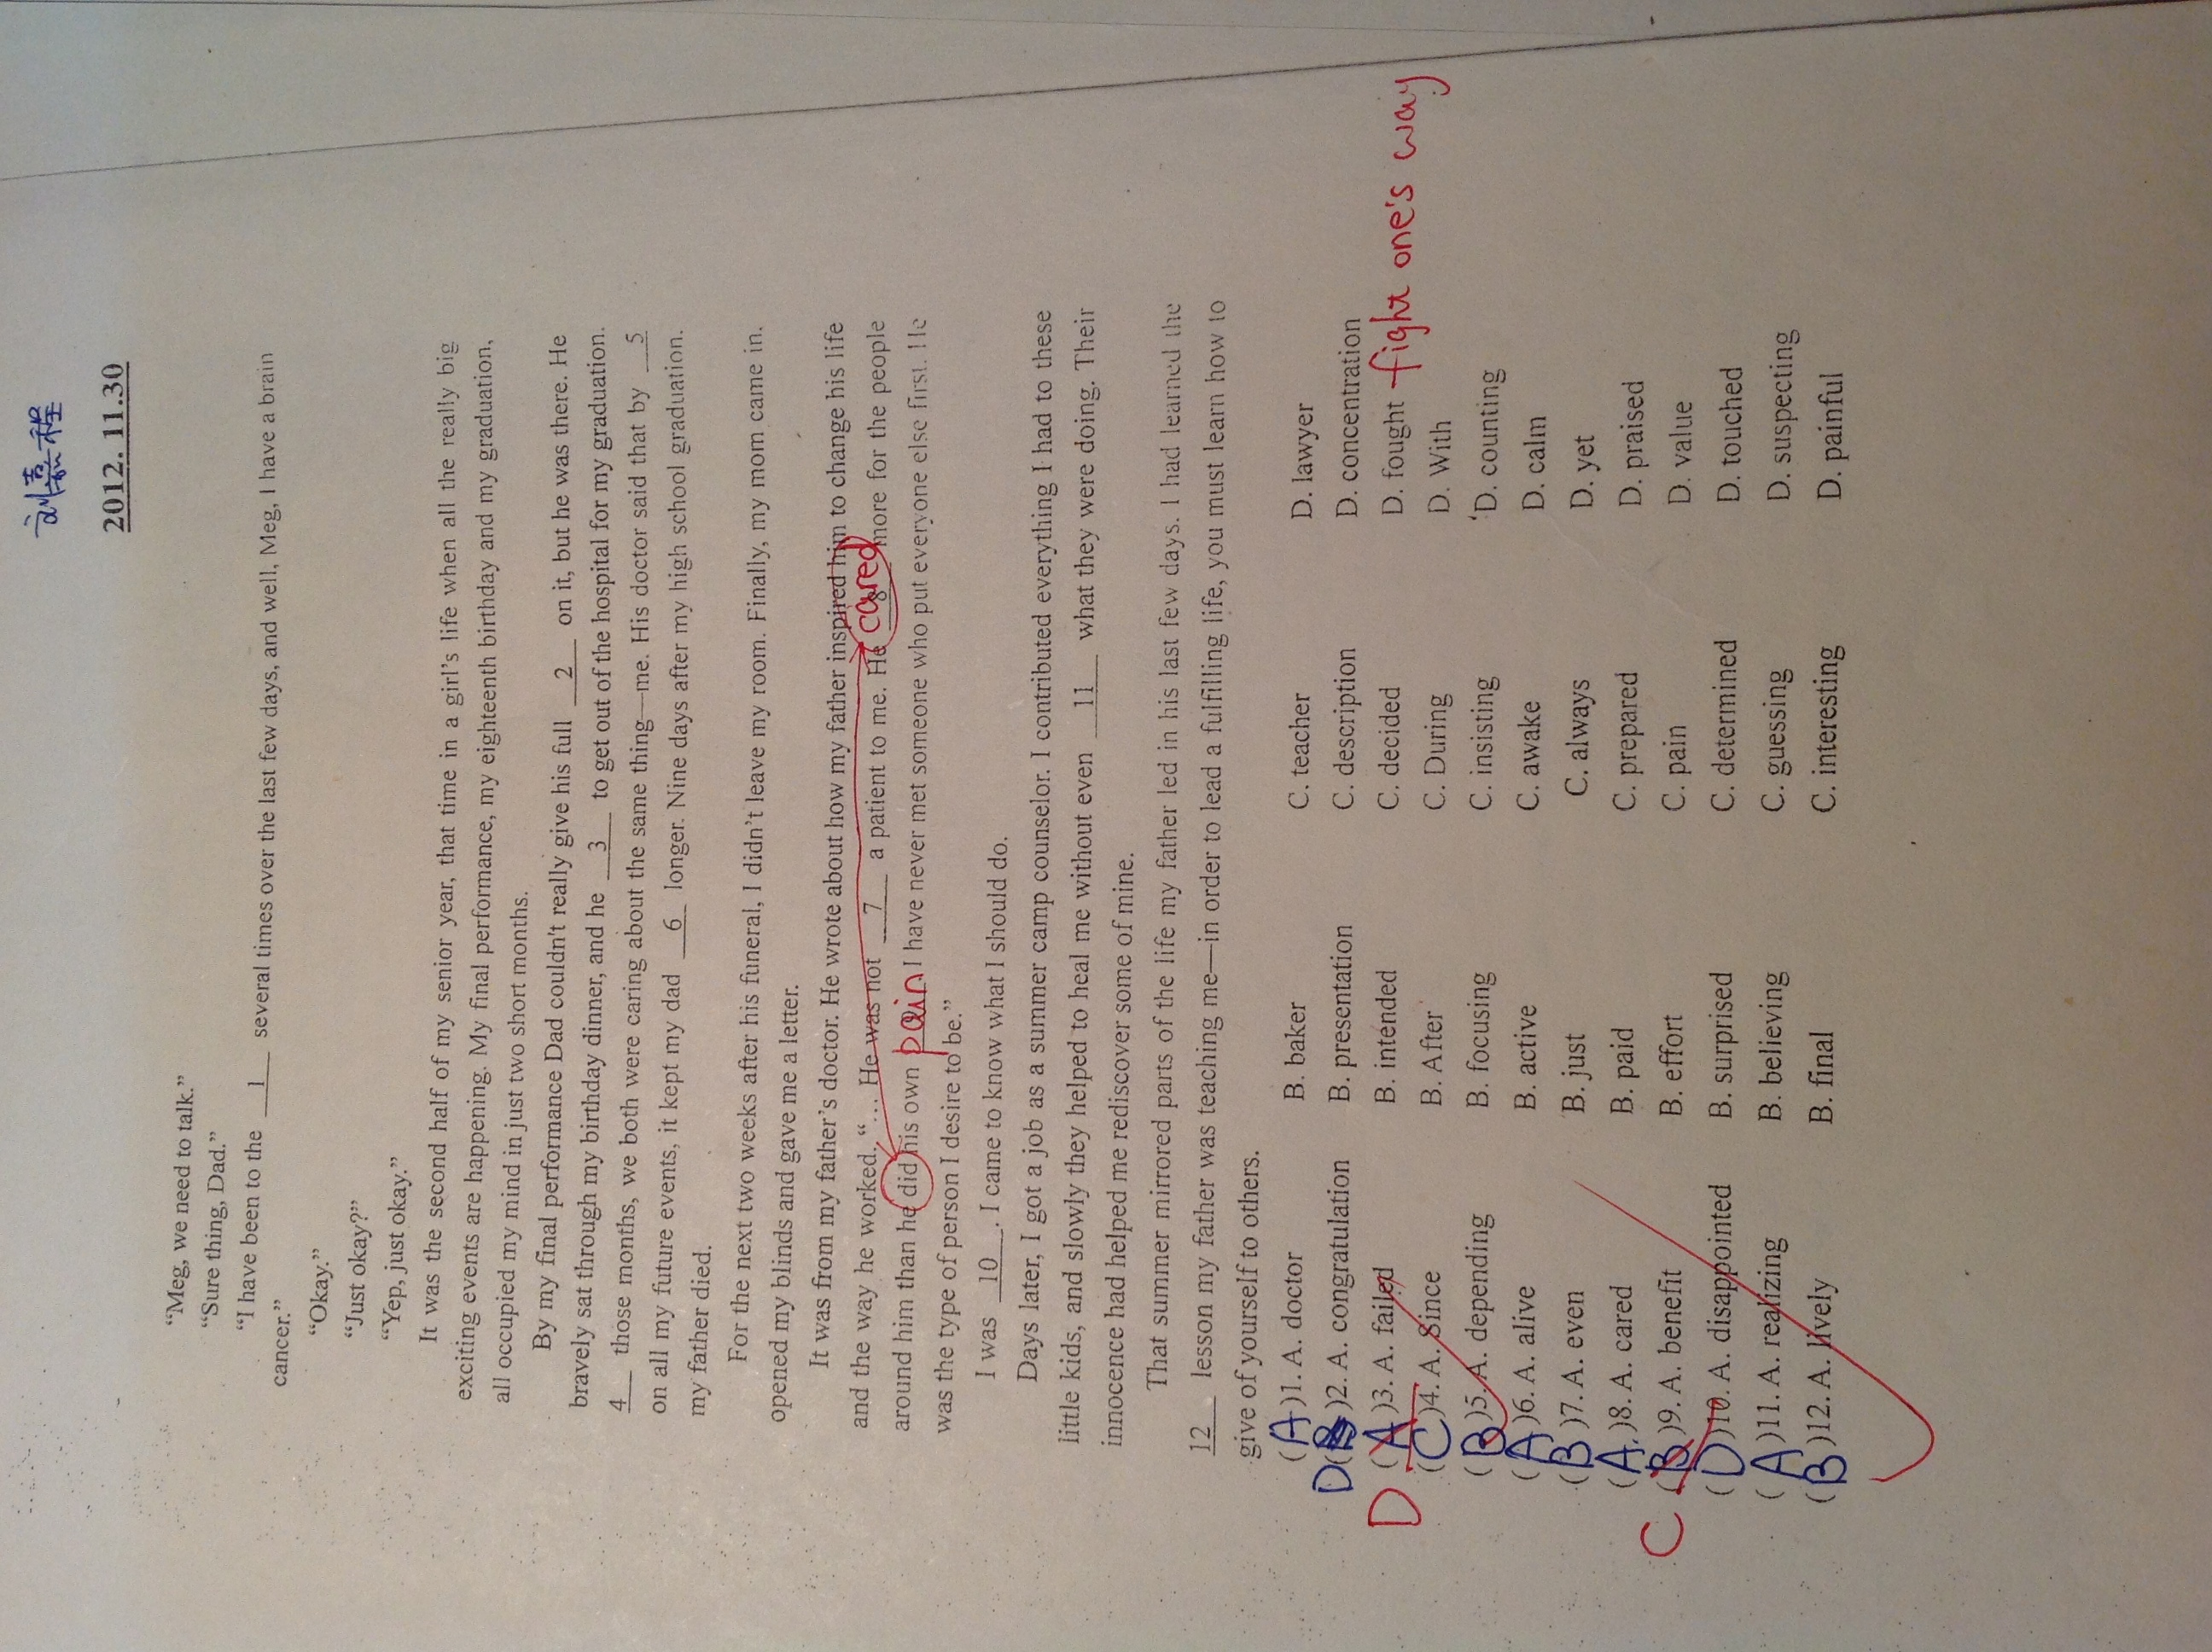 刘嘉程
2012. 11.30
“Meg, we need to talk.”
“Sure thing, Dad.”
“I have been to the 1 several times over the last few days, and well, Meg, I have a brain
cancer.”
“Okay.”
“Just okay?”
“Yep, just okay.”
It was the second half of my senior year, that time in a girl’s life when all the really big
exciting events are happening. My final performance, my eighteenth birthday and my graduation,
all occupied my mind in just two short months.
By my final performance Dad couldn't really give his full 2 on it, but he was there. He
bravely sat through my birthday dinner, and he 3 to get out of the hospital for my graduation.
4 those months, we both were caring about the same thing—me. His doctor said that by 5
on all my future events, it kept my dad 6 longer. Nine days after my high school graduation.
my father died.
For the next two weeks after his funeral, I didn’t leave my room. Finally, my mom came in.
opened my blinds and gave me a letter.
It was from my father’s doctor. He wrote about how my father inspired him to change his life
and the way he worked. “… He was not 7 a patient to me. He 8 cared more for the people
around him than he did his own pain. I have never met someone who put everyone else first. He
was the type of person I desire to be.”
I was 10. I came to know what I should do.
Days later, I got a job as a summer camp counselor. I contributed everything I had to these
little kids, and slowly they helped to heal me without even 11 what they were doing. Their
innocence had helped me rediscover some of mine.
That summer mirrored parts of the life my father led in his last few days. I had learned the
12 lesson my father was teaching me—in order to lead a fulfilling life, you must learn how to
give of yourself to others.
(A)1. A. doctor B. baker C. teacher D. lawyer
D(B)2. A. congratulation B. presentation C. description D. concentration
D (A)3. A. failed B. intended C. decided D. fought fight one's way
(C)4. A. Since B. After C. During D. With
(B)5. A. depending B. focusing C. insisting D. counting
(A)6. A. alive B. active C. awake D. calm
(B)7. A. even B. just C. always D. yet
(A.)8. A. cared B. paid C. prepared D. praised
C (B)9. A. benefit B. effort C. pain D. value
(D)10. A. disappointed B. surprised C. determined D. touched
(A)11. A. realizing B. believing C. guessing D. suspecting
(B)12. A. lively B. final C. interesting D. painful